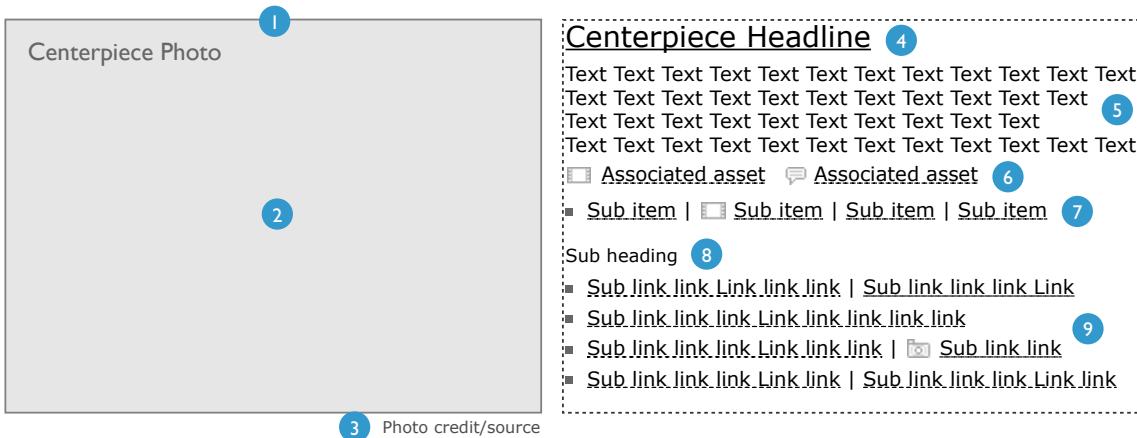 1
Centerpiece Photo
2
3 Photo credit/source
Centerpiece Headline 4
Text Text Text Text Text Text Text Text Text Text Text Text
Text Text Text Text Text Text Text Text Text Text Text 5
Text Text Text Text Text Text Text Text Text Text
Text Text Text Text Text Text Text Text Text Text Text Text
Associated asset Associated asset 6
Sub item | Sub item | Sub item | Sub item 7
Sub heading 8
Sub link link Link link link | Sub link link link Link
Sub link link link Link link link link link 9
Sub link link link Link link link | Sub link link
Sub link link link Link link | Sub link link link Link link